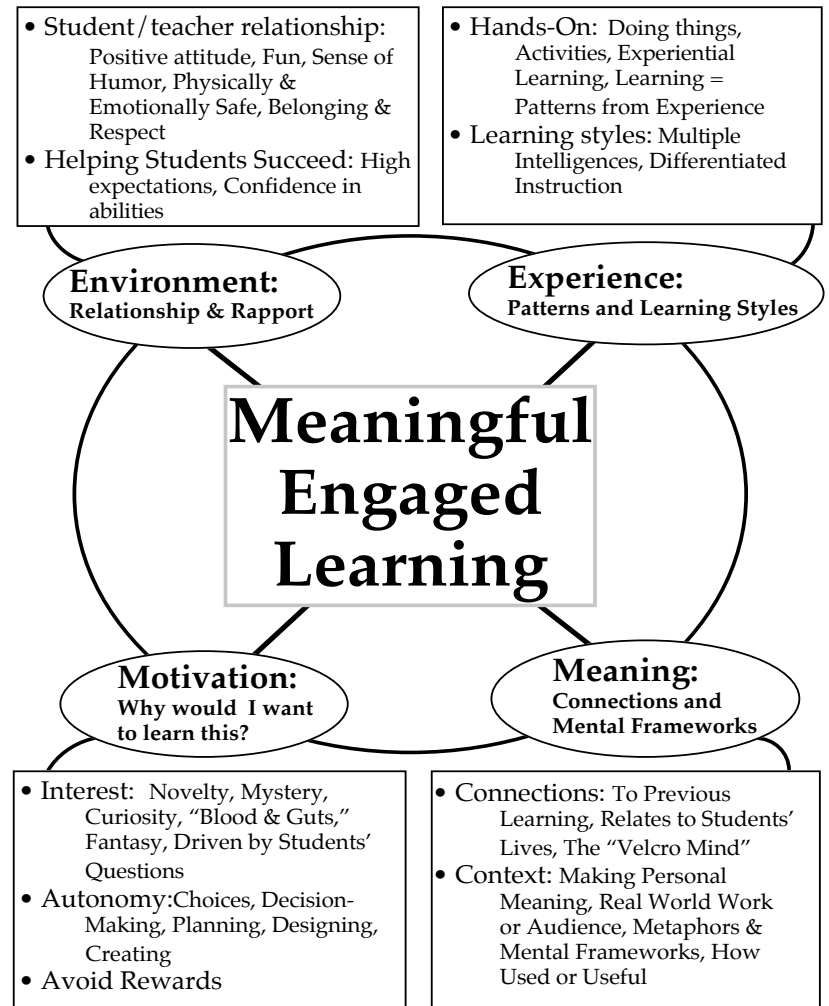 • Student/teacher relationship:
Positive attitude, Fun, Sense of
Humor, Physically &
Emotionally Safe, Belonging &
Respect
• Helping Students Succeed: High
expectations, Confidence in
abilities
• Hands-On: Doing things,
Activities, Experiential
Learning, Learning =
Patterns from Experience
• Learning styles: Multiple
Intelligences, Differentiated
Instruction
Environment:
Relationship & Rapport
Experience:
Patterns and Learning Styles
Meaningful
Engaged
Learning
Motivation:
Why would I want
to learn this?
Meaning:
Connections and
Mental Frameworks
• Interest: Novelty, Mystery,
Curiosity, “Blood & Guts,”
Fantasy, Driven by Students’
Questions
• Autonomy:Choices, Decision-
Making, Planning, Designing,
Creating
• Avoid Rewards
• Connections: To Previous
Learning, Relates to Students’
Lives, The “Velcro Mind”
• Context: Making Personal
Meaning, Real World Work
or Audience, Metaphors &
Mental Frameworks, How
Used or Useful